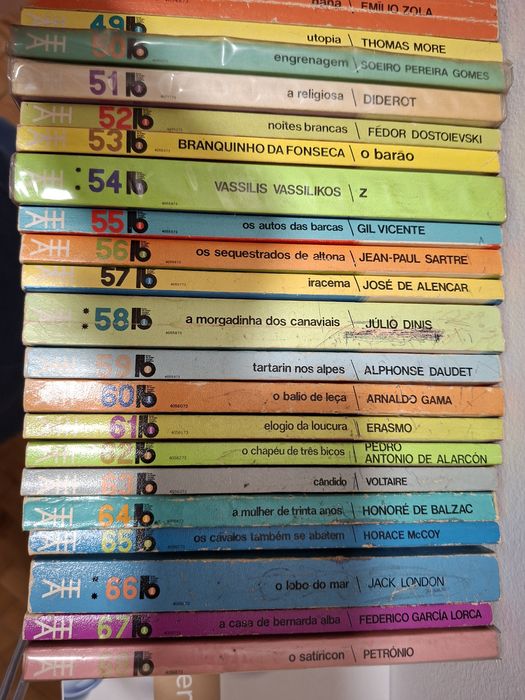 nana \ EMÍLIO ZOLA
49 utopia \ THOMAS MORE
50 engrenagem \ SOEIRO PEREIRA GOMES
51 a religiosa \ DIDEROT
52 noites brancas \ FÉDOR DOSTOIEVSKI
53 BRANQUINHO DA FONSECA \ o barão
54 VASSILIS VASSILIKOS \ z
55 os autos das barcas \ GIL VICENTE
56 os sequestrados de altona \ JEAN-PAUL SARTRE
57 iracema \ JOSÉ DE ALENCAR
58 a morgadinha dos canaviais \ JÚLIO DINIS
59 tartarin nos alpes \ ALPHONSE DAUDET
60 o balio de leça \ ARNALDO GAMA
61 elogio da loucura \ ERASMO
62 o chapéu de três bicos \ PEDRO
ANTONIO DE ALARCÓN
63 cândido \ VOLTAIRE
64 a mulher de trinta anos \ HONORÉ DE BALZAC
65 os cavalos também se abatem \ HORACE McCOY
66 o lobo do mar \ JACK LONDON
67 a casa de bernarda alba \ FEDERICO GARCÍA LORCA
68 o satíricon \ PETRÓNIO